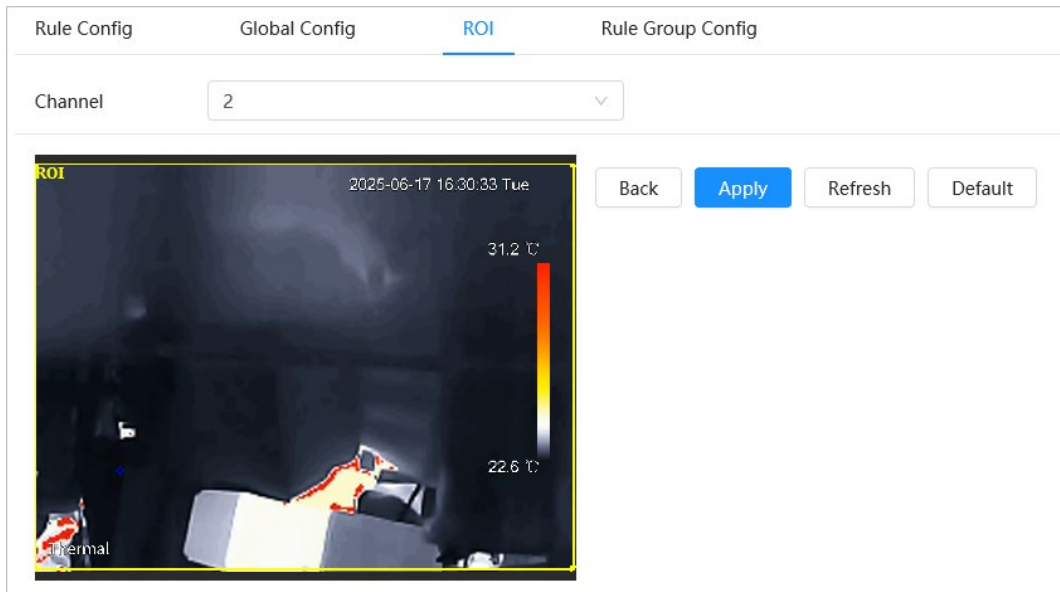 Rule Config Global Config ROI Rule Group Config
Channel 2
ROI
2025-06-17 16:30:33 Tue
Back Apply Refresh Default
31.2 ℃
22.6 ℃
Thermal